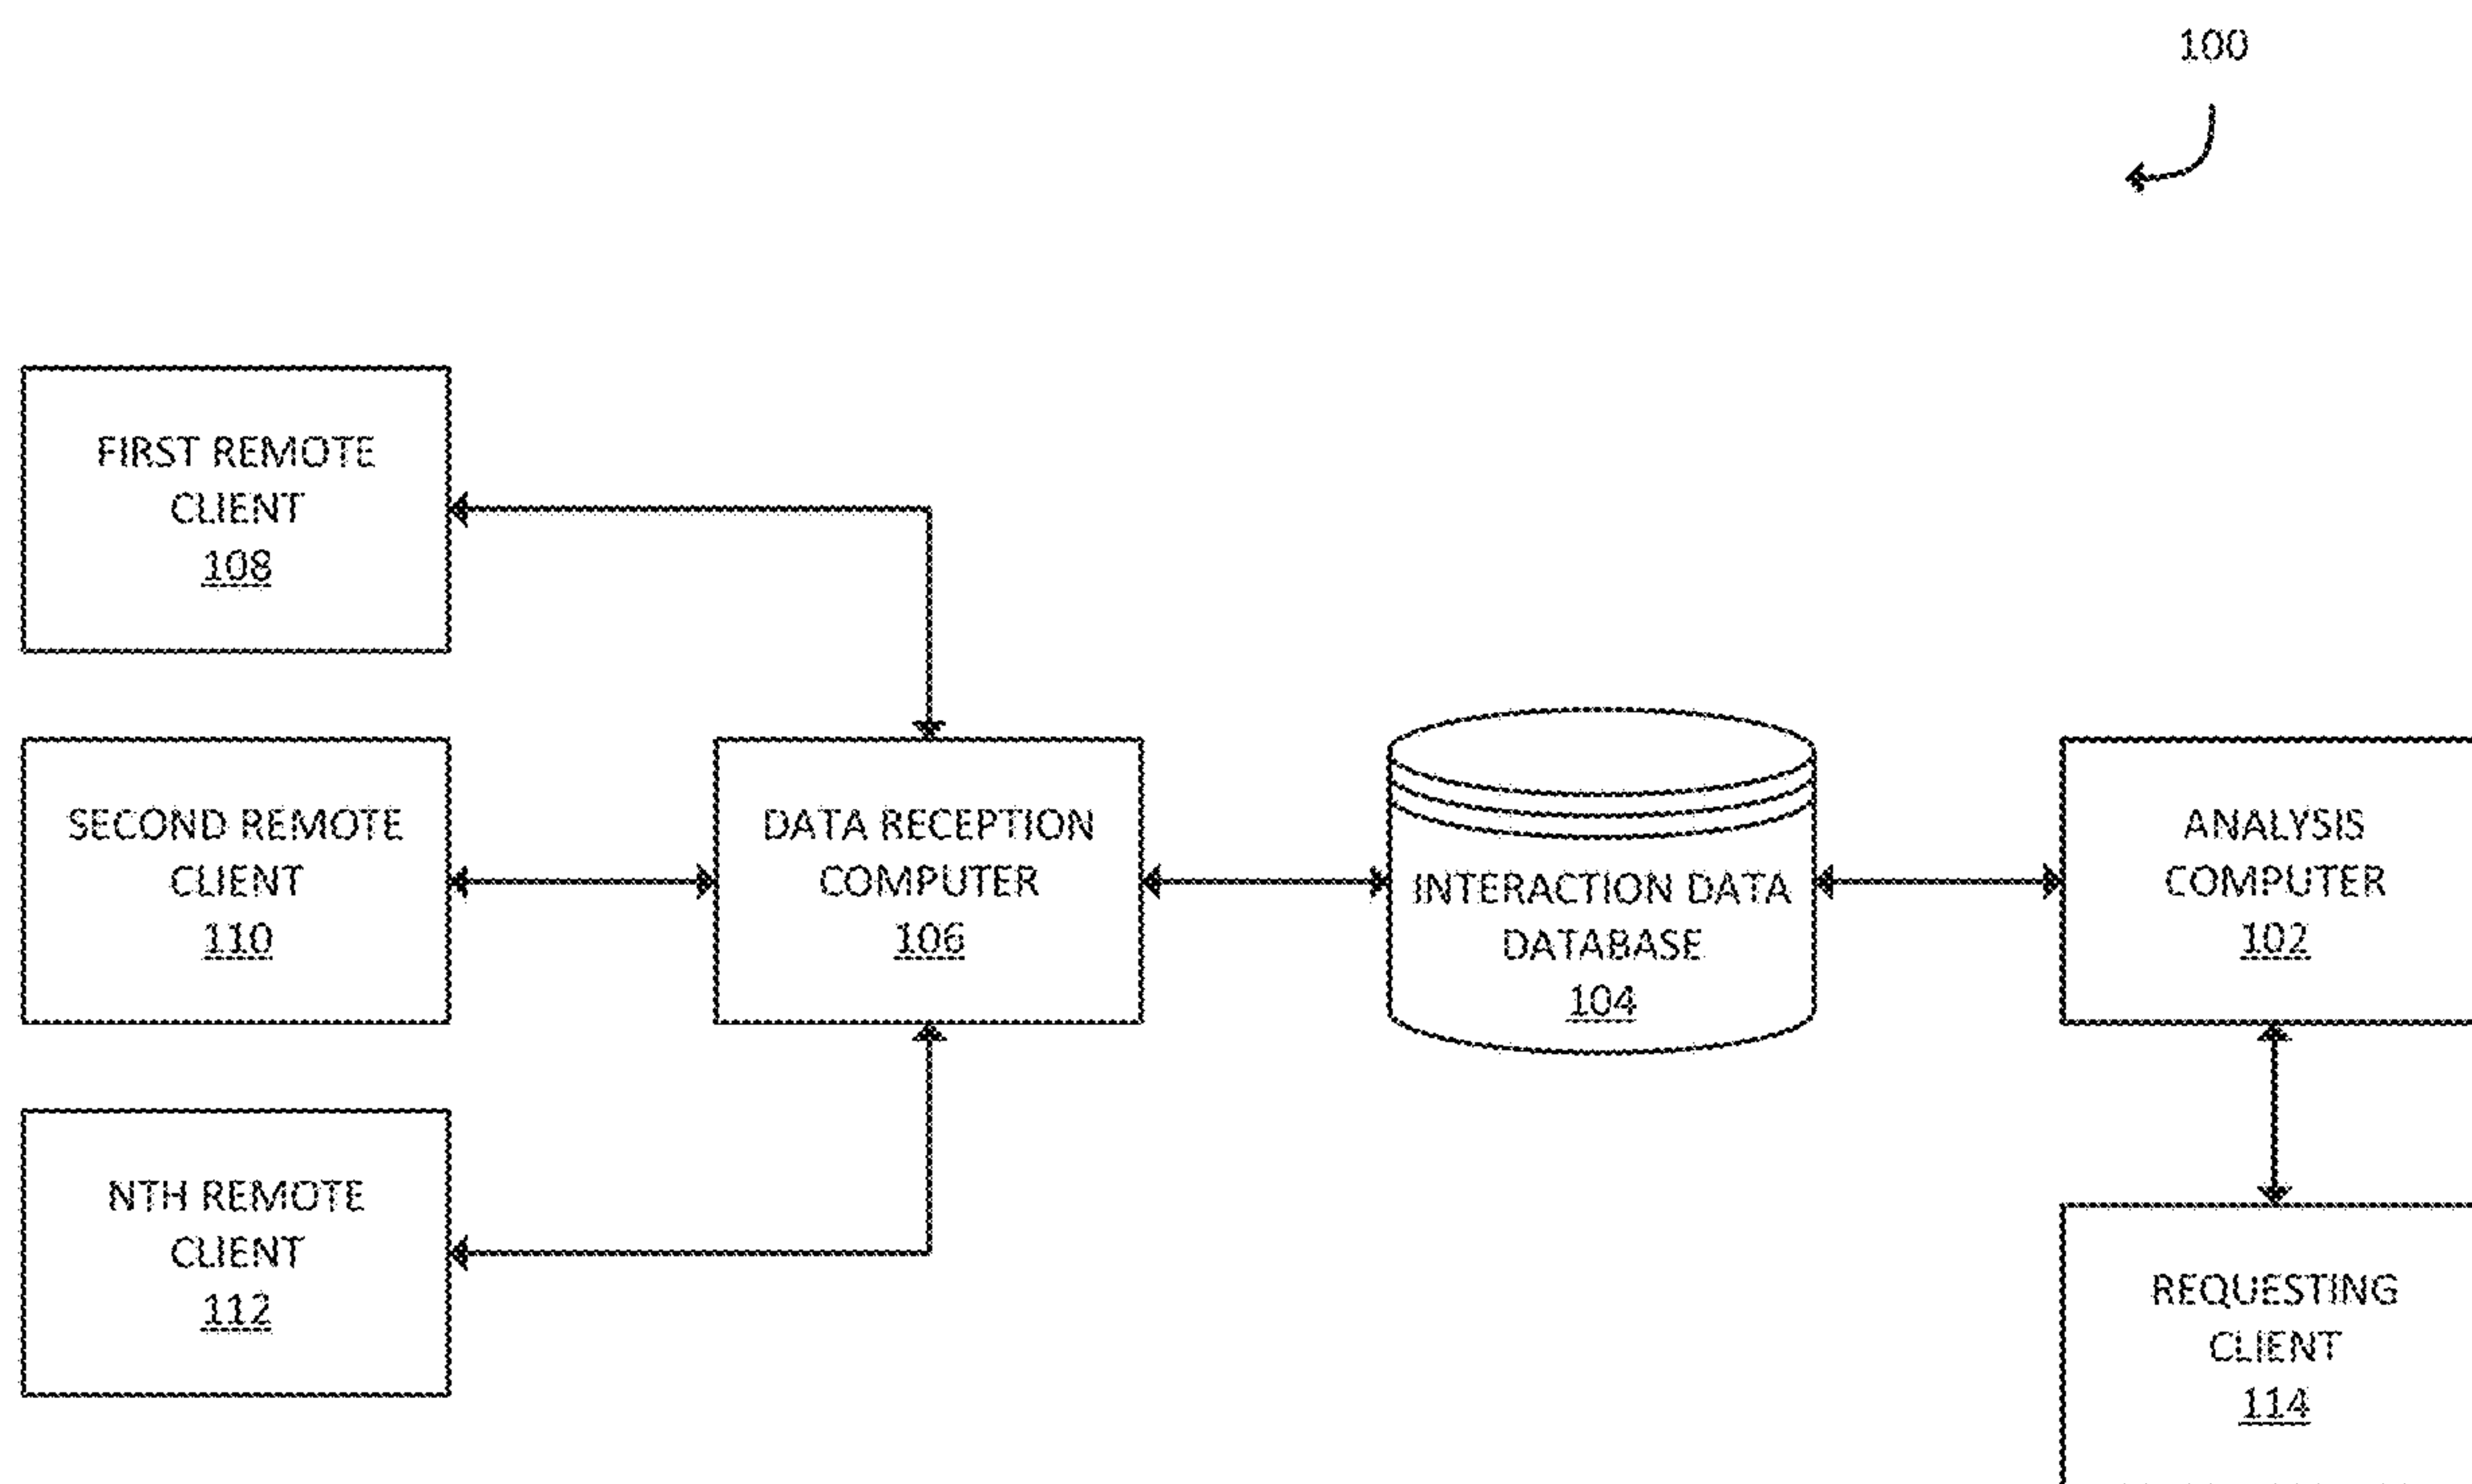 100
FIRST REMOTE
CLIENT
108
SECOND REMOTE
CLIENT
110
DATA RECEPTION
COMPUTER
106
INTERACTION DATA
DATABASE
104
ANALYSIS
COMPUTER
102
NTH REMOTE
CLIENT
112
REQUESTING
CLIENT
114